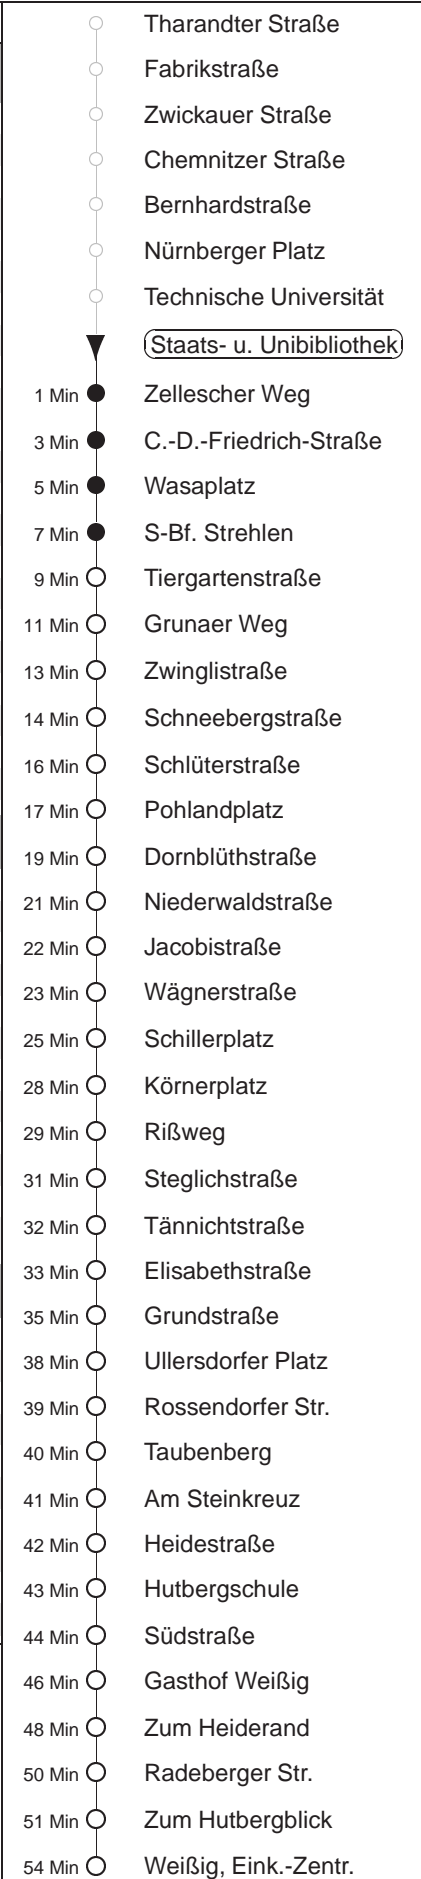 Tharandter Straße
Fabrikstraße
Zwickauer Straße
Chemnitzer Straße
Bernhardstraße
Nürnberger Platz
Technische Universität
Staats- u. Unibibliothek
1 Min Zellescher Weg
3 Min C.-D.-Friedrich-Straße
5 Min Wasaplatz
7 Min S-Bf. Strehlen
9 Min Tiergartenstraße
11 Min Grunaer Weg
13 Min Zwinglistraße
14 Min Schneebergstraße
16 Min Schlüterstraße
17 Min Pohlandplatz
19 Min Dornblüthstraße
21 Min Niederwaldstraße
22 Min Jacobistraße
23 Min Wägnerstraße
25 Min Schillerplatz
28 Min Körnerplatz
29 Min Rißweg
31 Min Steglichstraße
32 Min Tännichtstraße
33 Min Elisabethstraße
35 Min Grundstraße
38 Min Ullersdorfer Platz
39 Min Rossendorfer Str.
40 Min Taubenberg
41 Min Am Steinkreuz
42 Min Heidestraße
43 Min Hutbergschule
44 Min Südstraße
46 Min Gasthof Weißig
48 Min Zum Heiderand
50 Min Radeberger Str.
51 Min Zum Hutbergblick
54 Min Weißig, Eink.-Zentr.